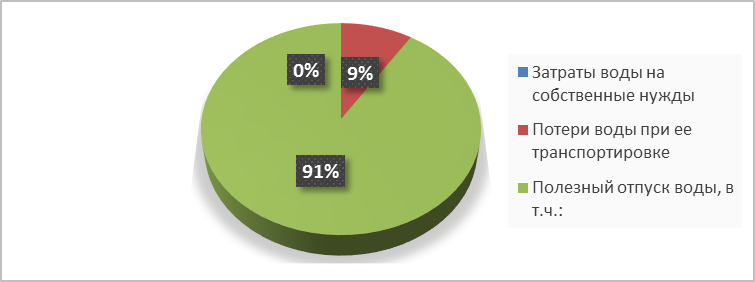 0%
9%
91%
Затраты воды на
собственные нужды
Потери воды при ее
транспортировке
Полезный отпуск воды, в
т.ч.: